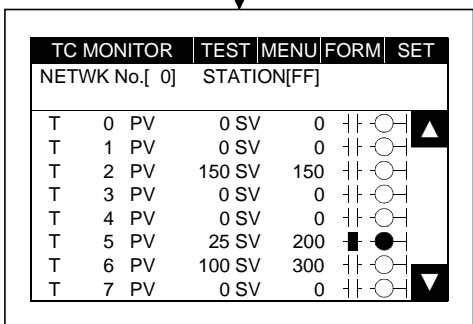 TC MONITOR TEST MENU FORM SET
NETWK No.[ 0] STATION[FF]
T 0 PV 0 SV 0
T 1 PV 0 SV 0
T 2 PV 150 SV 150
T 3 PV 0 SV 0
T 4 PV 0 SV 0
T 5 PV 25 SV 200
T 6 PV 100 SV 300
T 7 PV 0 SV 0